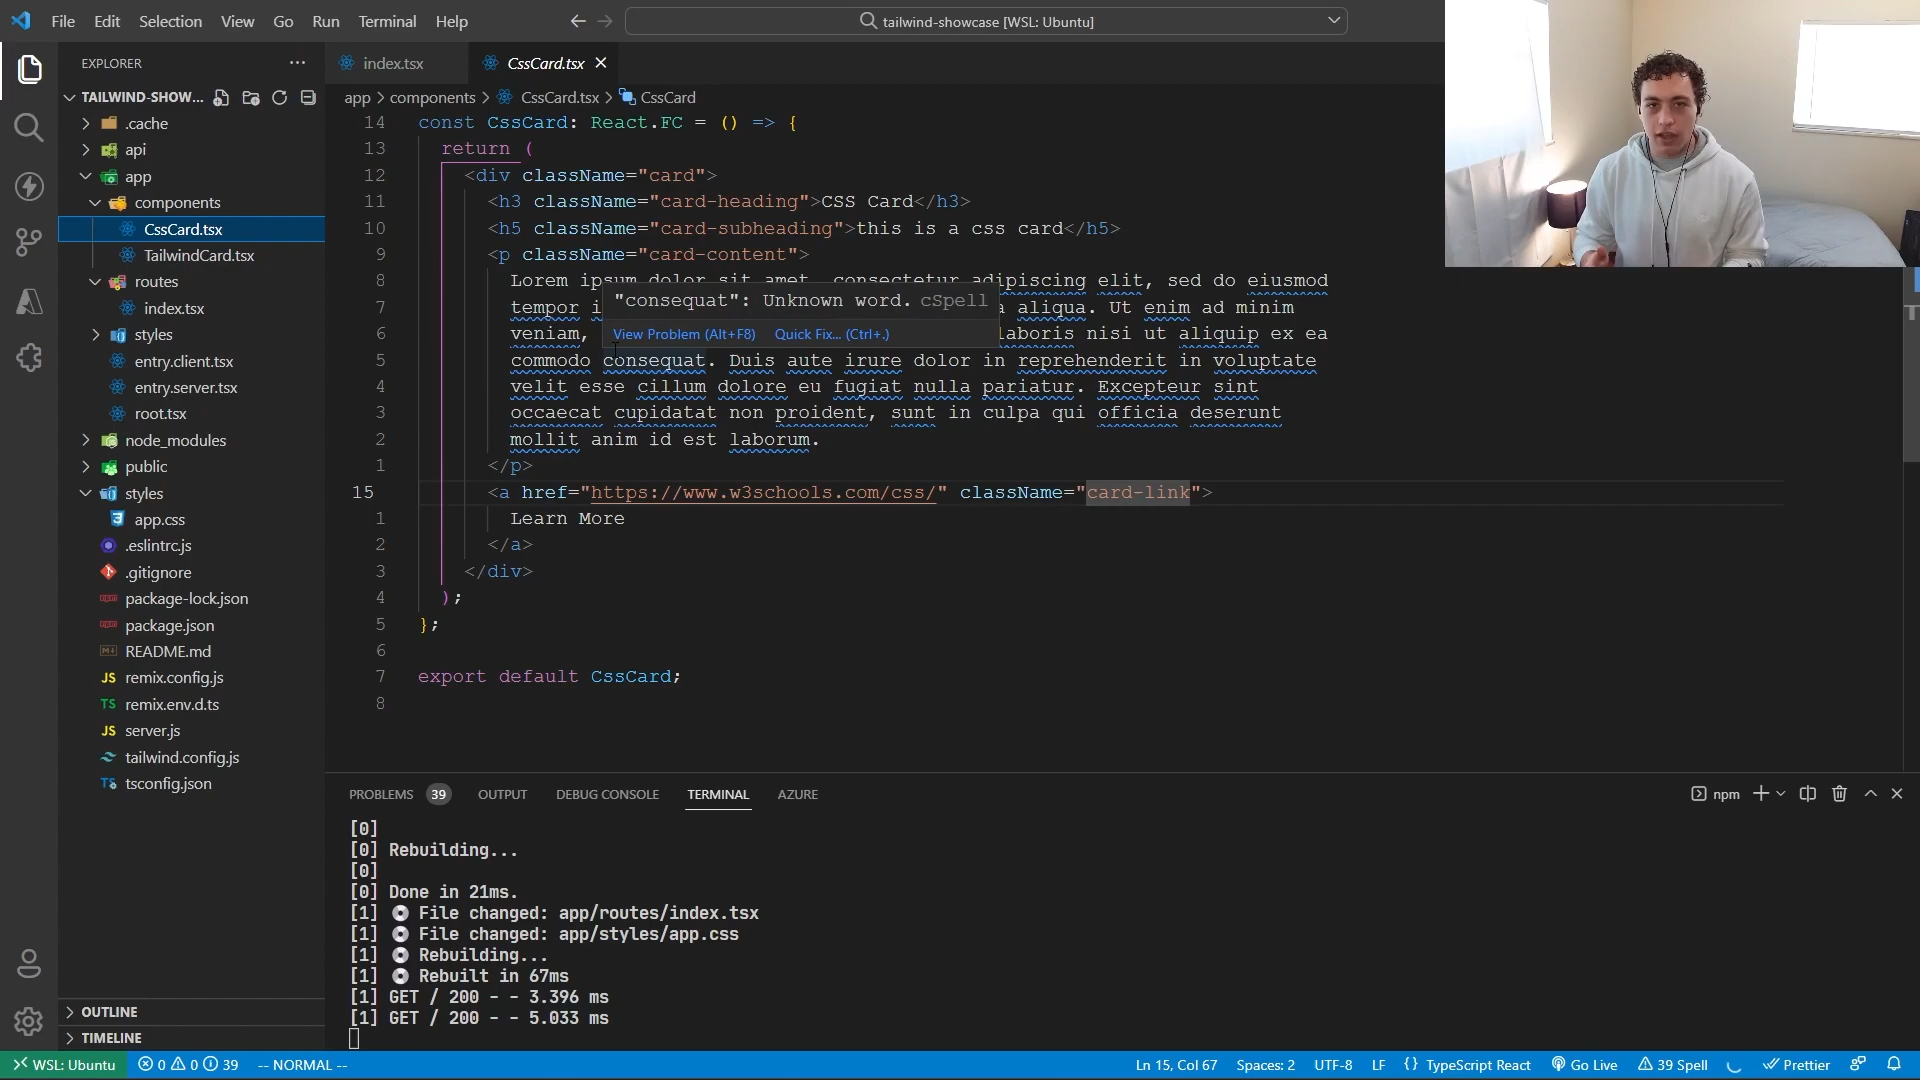 File Edit Selection View Go Run Terminal Help
tailwind-showcase [WSL: Ubuntu]
EXPLORER
TAILWIND-SHOW...
.cache
api
app
components
CssCard.tsx
TailwindCard.tsx
routes
index.tsx
styles
entry.client.tsx
entry.server.tsx
root.tsx
node_modules
public
styles
app.css
.eslintrc.js
.gitignore
package-lock.json
package.json
README.md
remix.config.js
remix.env.d.ts
server.js
tailwind.config.js
tsconfig.json
OUTLINE
TIMELINE
index.tsx CssCard.tsx
app > components > CssCard.tsx > CssCard
14 const CssCard: React.FC = () => {
13 return (
12 <div className="card">
11 <h3 className="card-heading">CSS Card</h3>
10 <h5 className="card-subheading">this is a css card</h5>
9 <p className="card-content">
8 Lorem ipsum dolor sit amet, consectetur adipiscing elit, sed do eiusmod
7 tempor i aliqua. Ut enim ad minim
6 veniam, laboris nisi ut aliquip ex ea
5 commodo consequat. Duis aute irure dolor in reprehenderit in voluptate
4 velit esse cillum dolore eu fugiat nulla pariatur. Excepteur sint
3 occaecat cupidatat non proident, sunt in culpa qui officia deserunt
2 mollit anim id est laborum.
1 </p>
15 <a href="https://www.w3schools.com/css/" className="card-link">
1 Learn More
2 </a>
3 </div>
4 );
5 };
6
7 export default CssCard;
8
"consequat": Unknown word. cSpell
View Problem (Alt+F8) Quick Fix... (Ctrl+.)
PROBLEMS 39 OUTPUT DEBUG CONSOLE TERMINAL AZURE
npm
[0]
[0] Rebuilding...
[0]
[0] Done in 21ms.
[1] File changed: app/routes/index.tsx
[1] File changed: app/styles/app.css
[1] Rebuilding...
[1] Rebuilt in 67ms
[1] GET / 200 - - 3.396 ms
[1] GET / 200 - - 5.033 ms
WSL: Ubuntu 0 0 39 -- NORMAL -- Ln 15, Col 67 Spaces: 2 UTF-8 LF {} TypeScript React Go Live 39 Spell Prettier